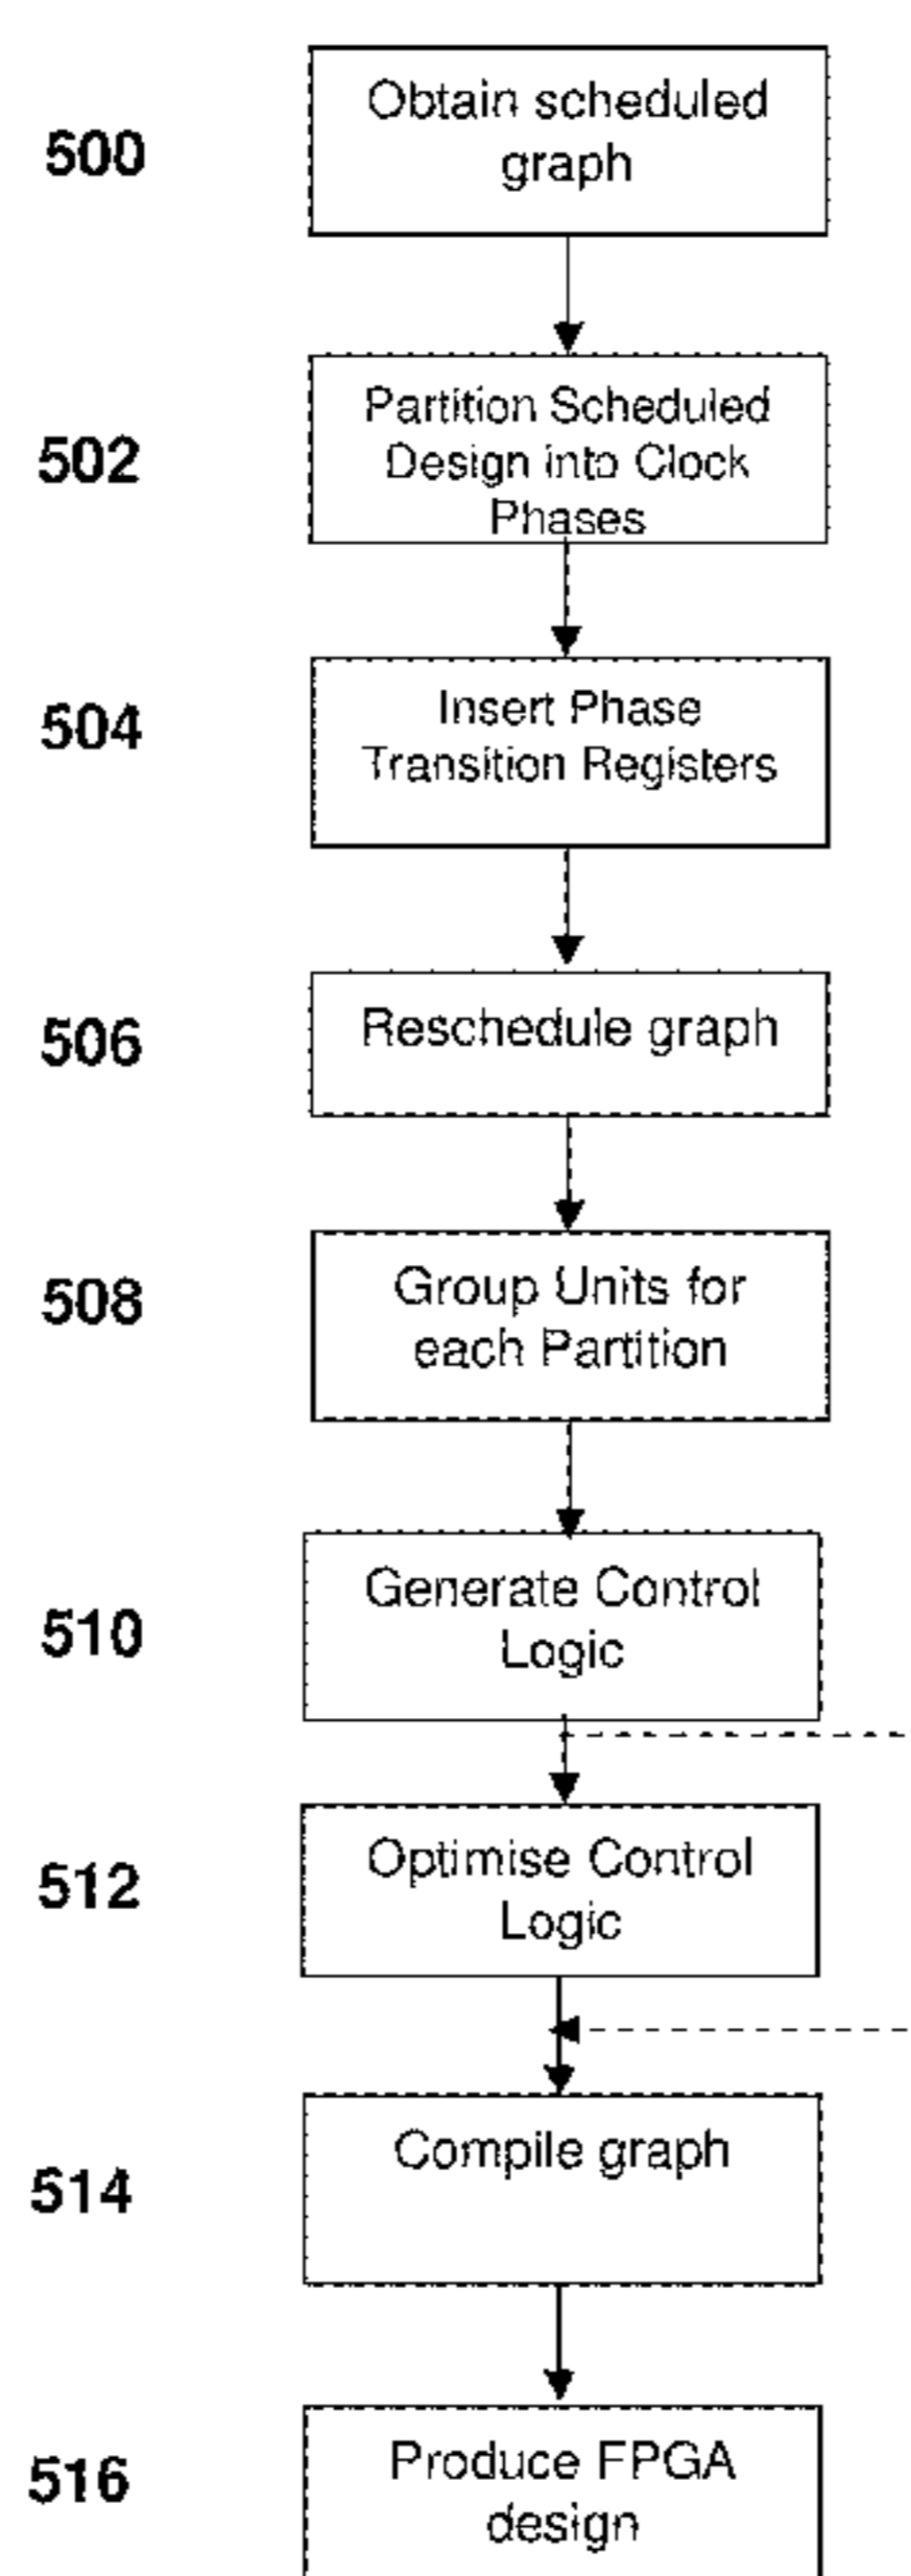 500
Obtain scheduled
graph
502
Partition Scheduled
Design into Clock
Phases
504
Insert Phase
Transition Registers
506
Reschedule graph
508
Group Units for
each Partition
510
Generate Control
Logic
512
Optimise Control
Logic
514
Compile graph
516
Produce FPGA
design